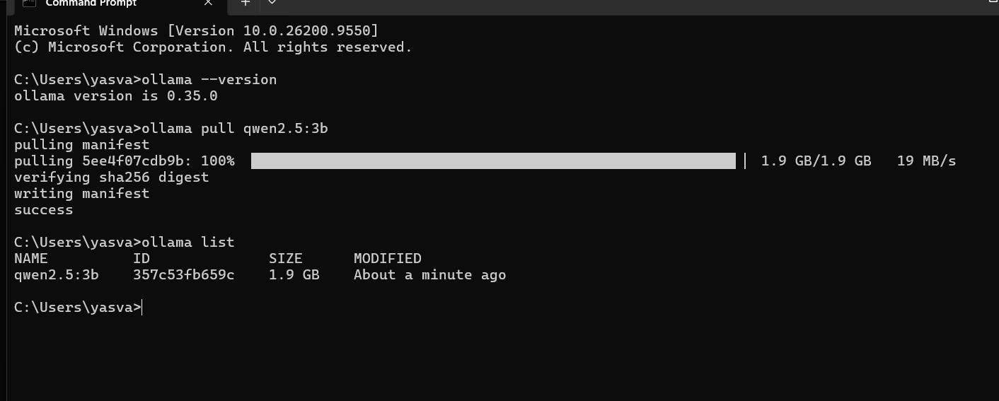 Command Prompt
Microsoft Windows [Version 10.0.26200.9550]
(c) Microsoft Corporation. All rights reserved.
C:\Users\yasva>ollama --version
ollama version is 0.35.0
C:\Users\yasva>ollama pull qwen2.5:3b
pulling manifest
pulling 5ee4f07cdb9b: 100% 1.9 GB/1.9 GB 19 MB/s
verifying sha256 digest
writing manifest
success
C:\Users\yasva>ollama list
NAME ID SIZE MODIFIED
qwen2.5:3b 357c53fb659c 1.9 GB About a minute ago
C:\Users\yasva>